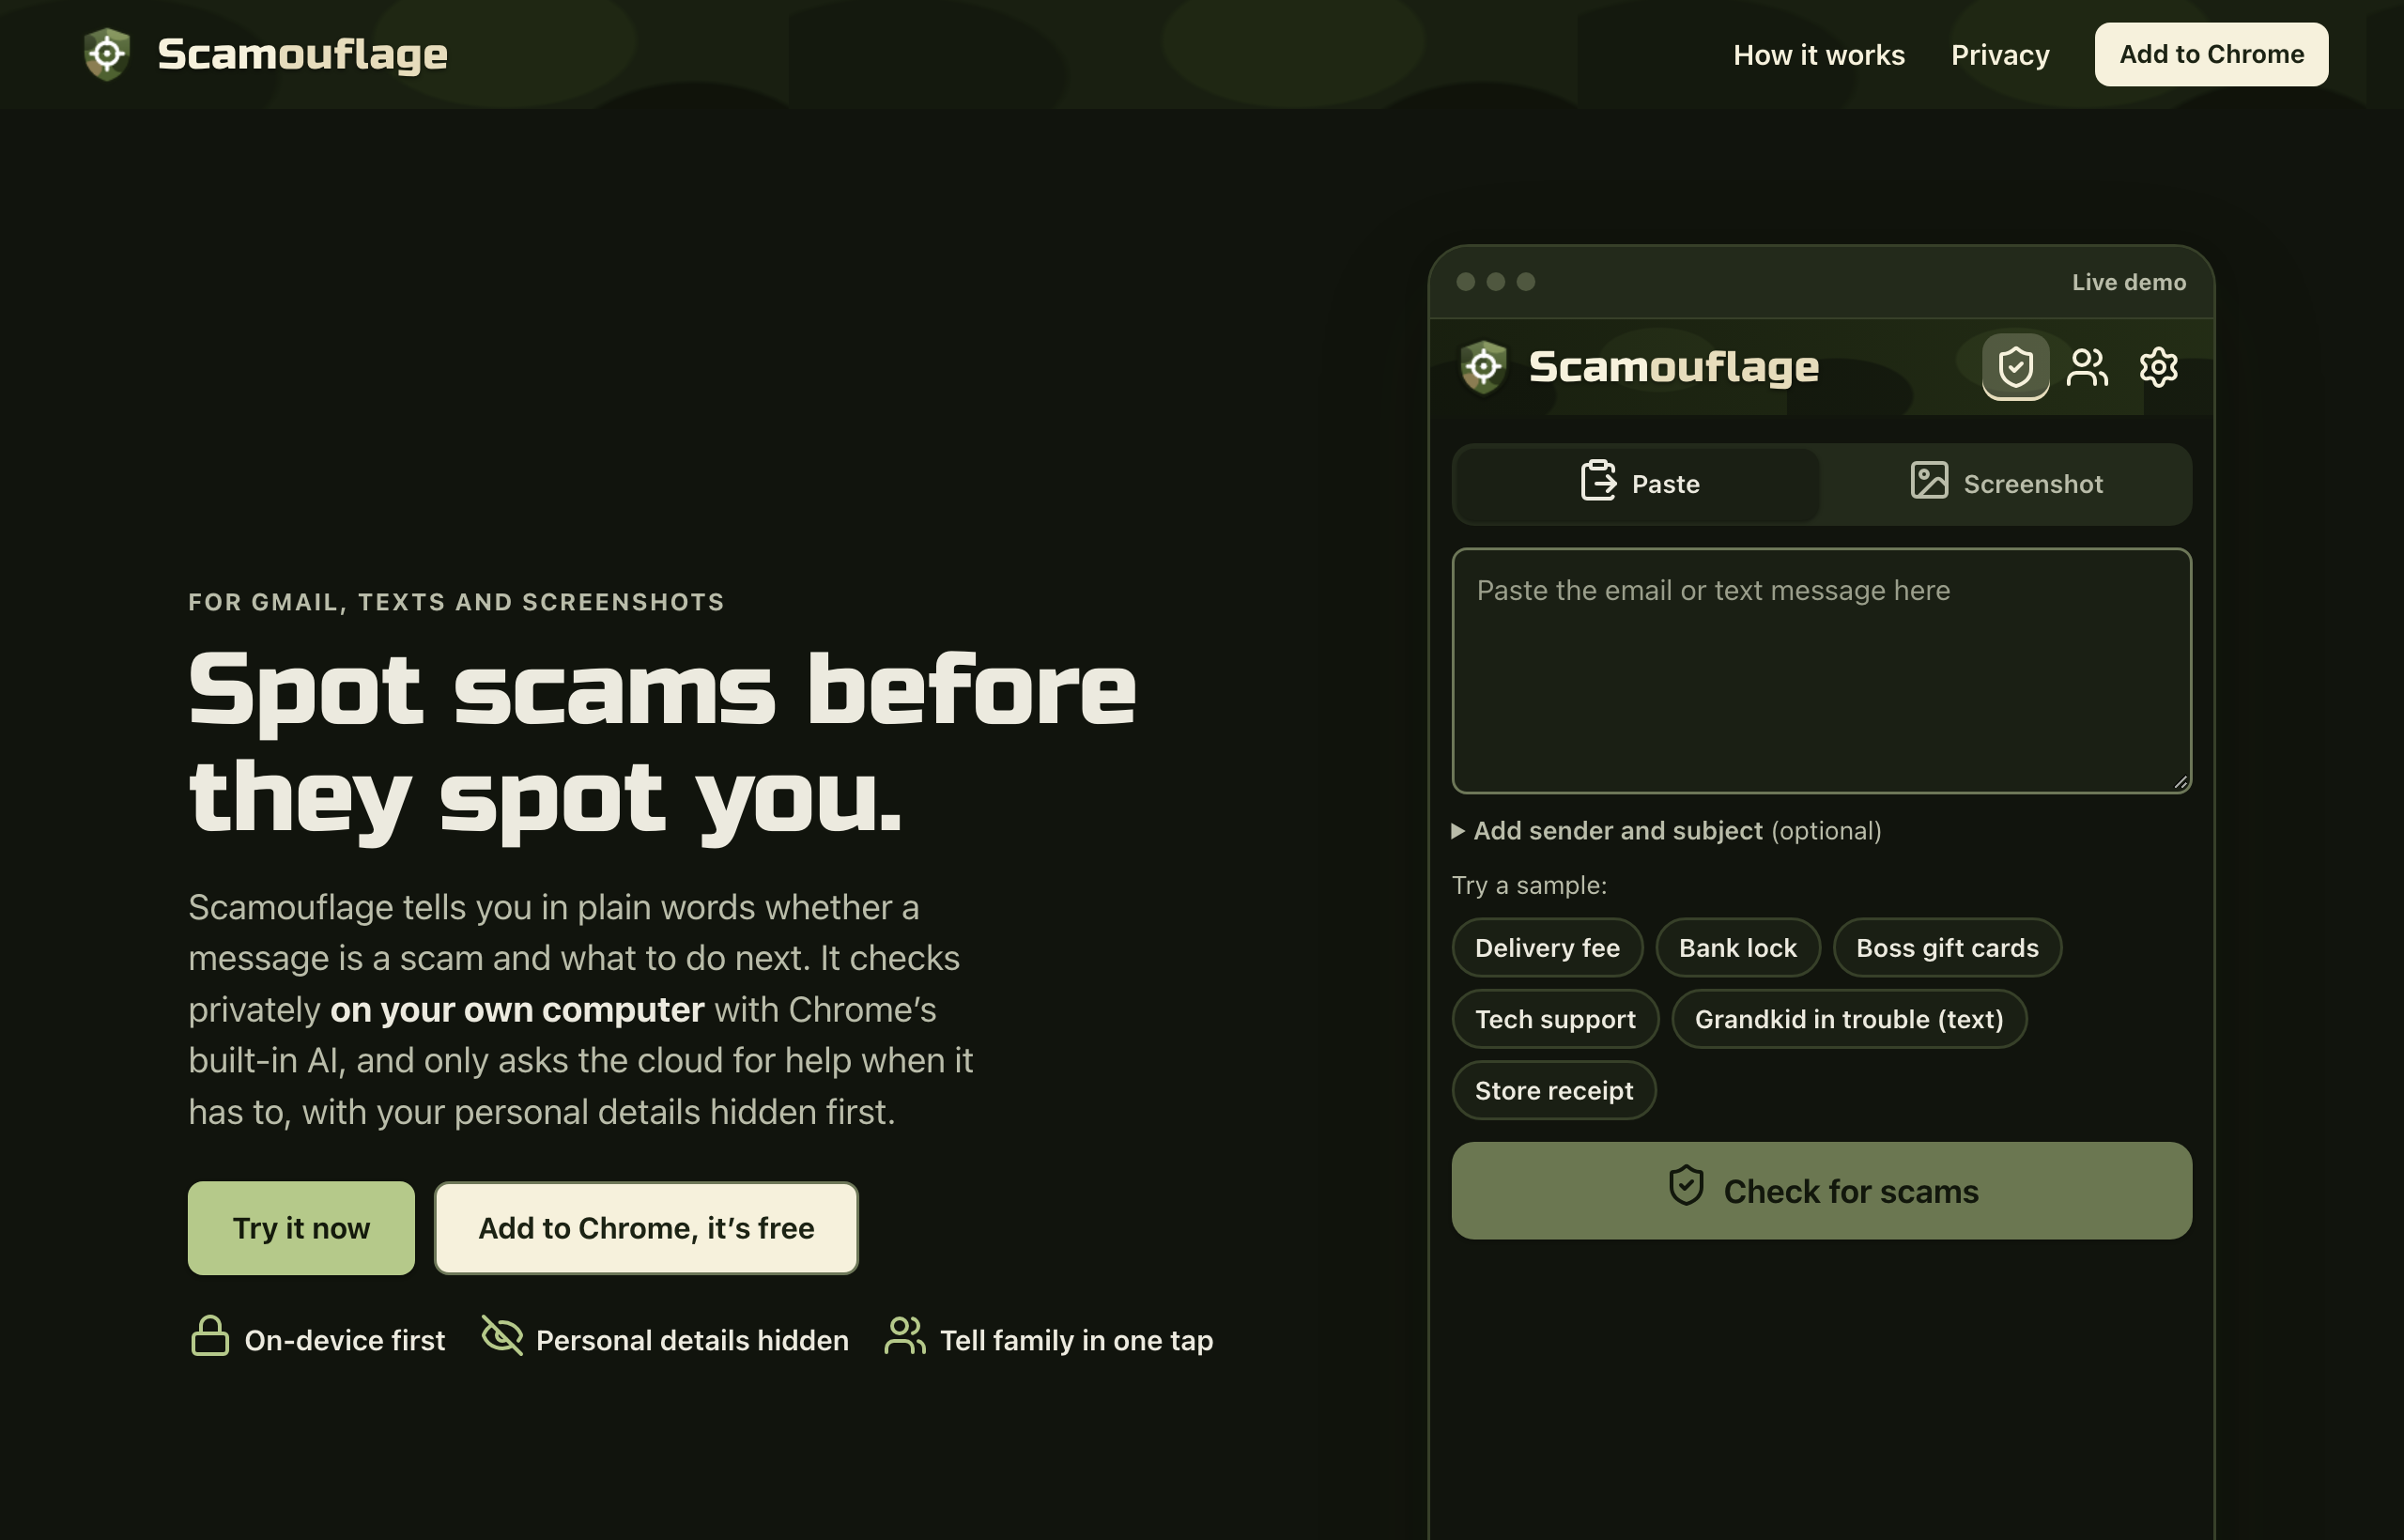 Scamouflage
How it works
Privacy
Add to Chrome
FOR GMAIL, TEXTS AND SCREENSHOTS
Spot scams before
they spot you.
Scamouflage tells you in plain words whether a
message is a scam and what to do next. It checks
privately on your own computer with Chrome’s
built-in AI, and only asks the cloud for help when it
has to, with your personal details hidden first.
Try it now
Add to Chrome, it’s free
On-device first
Personal details hidden
Tell family in one tap
Live demo
Scamouflage
Paste
Screenshot
Paste the email or text message here
Add sender and subject (optional)
Try a sample:
Delivery fee
Bank lock
Boss gift cards
Tech support
Grandkid in trouble (text)
Store receipt
Check for scams